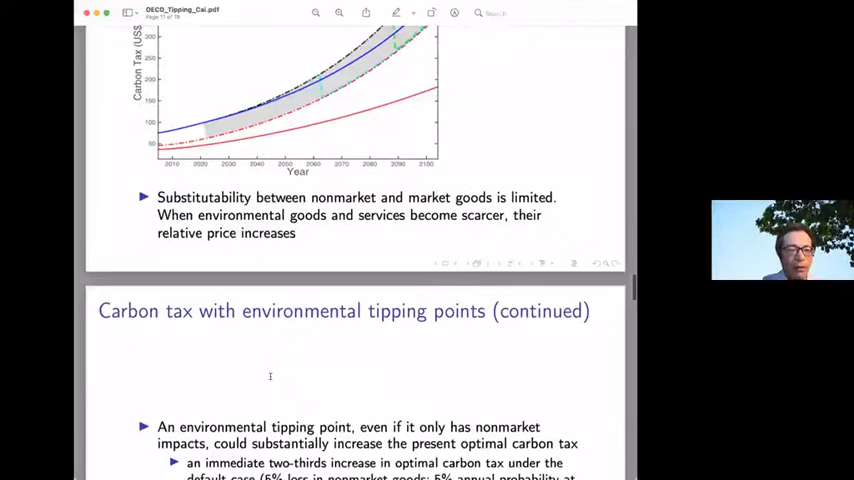 OECD_Tipping_Cai.pdf
Page 11 of 19
Search
Carbon Tax (US$
300
250
200
150
100
50
2010 2020 2030 2040 2050 2060 2070 2080 2090 2100
Year
Substitutability between nonmarket and market goods is limited.
When environmental goods and services become scarcer, their
relative price increases
Carbon tax with environmental tipping points (continued)
An environmental tipping point, even if it only has nonmarket
impacts, could substantially increase the present optimal carbon tax
an immediate two-thirds increase in optimal carbon tax under the
default case (5% loss in nonmarket goods; 5% annual probability at